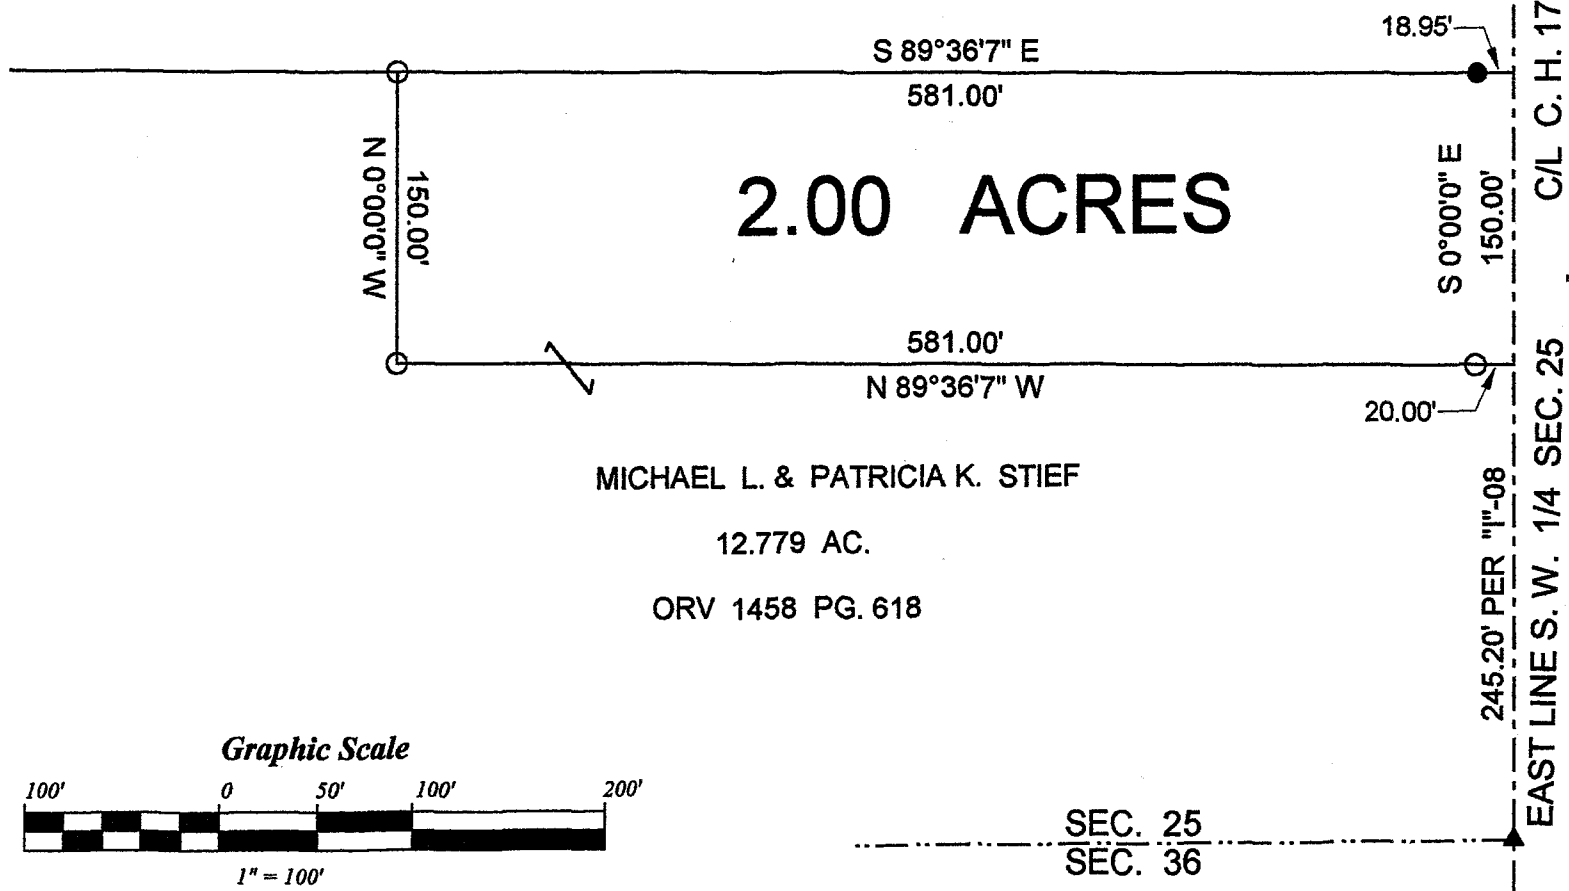 18.95'
S 89°36'7" E
581.00'
C/L C. H. 17
N 0°00'0" W
150.00'
2.00 ACRES
S 0°00'0" E
150.00'
581.00'
N 89°36'7" W
20.00'
MICHAEL L. & PATRICIA K. STIEF
12.779 AC.
ORV 1458 PG. 618
245.20' PER "I"-08
EAST LINE S. W. 1/4 SEC. 25
Graphic Scale
100' 0 50' 100' 200'
1" = 100'
SEC. 25
SEC. 36